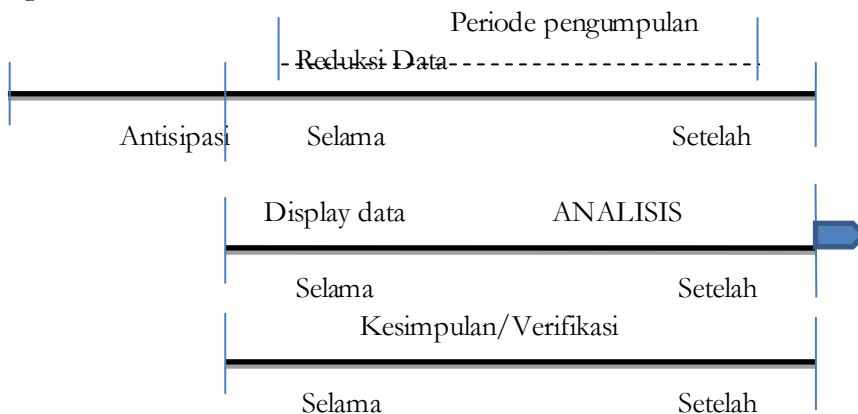 Periode pengumpulan
Reduksi Data
Antisipasi Selama Setelah
Display data ANALISIS
Selama Setelah
Kesimpulan/Verifikasi
Selama Setelah